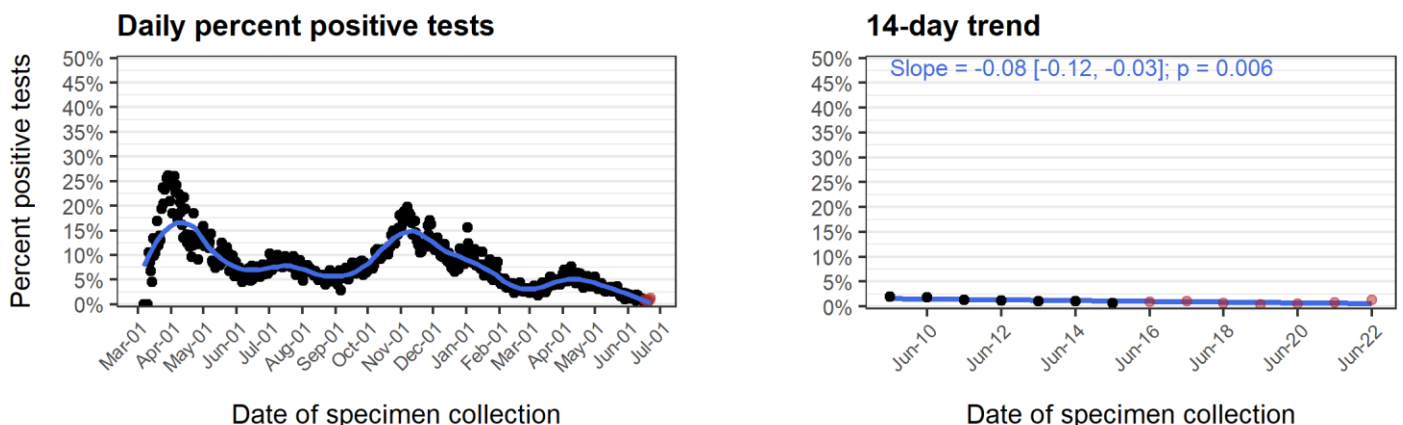 Daily percent positive tests
Percent positive tests
50%
45%
40%
35%
30%
25%
20%
15%
10%
5%
0%
Mar-01
Apr-01
May-01
Jun-01
Jul-01
Aug-01
Sep-01
Oct-01
Nov-01
Dec-01
Jan-01
Feb-01
Mar-01
Apr-01
May-01
Jun-01
Jul-01
Date of specimen collection
14-day trend
Slope = -0.08 [-0.12, -0.03]; p = 0.006
50%
45%
40%
35%
30%
25%
20%
15%
10%
5%
0%
Jun-10
Jun-12
Jun-14
Jun-16
Jun-18
Jun-20
Jun-22
Date of specimen collection